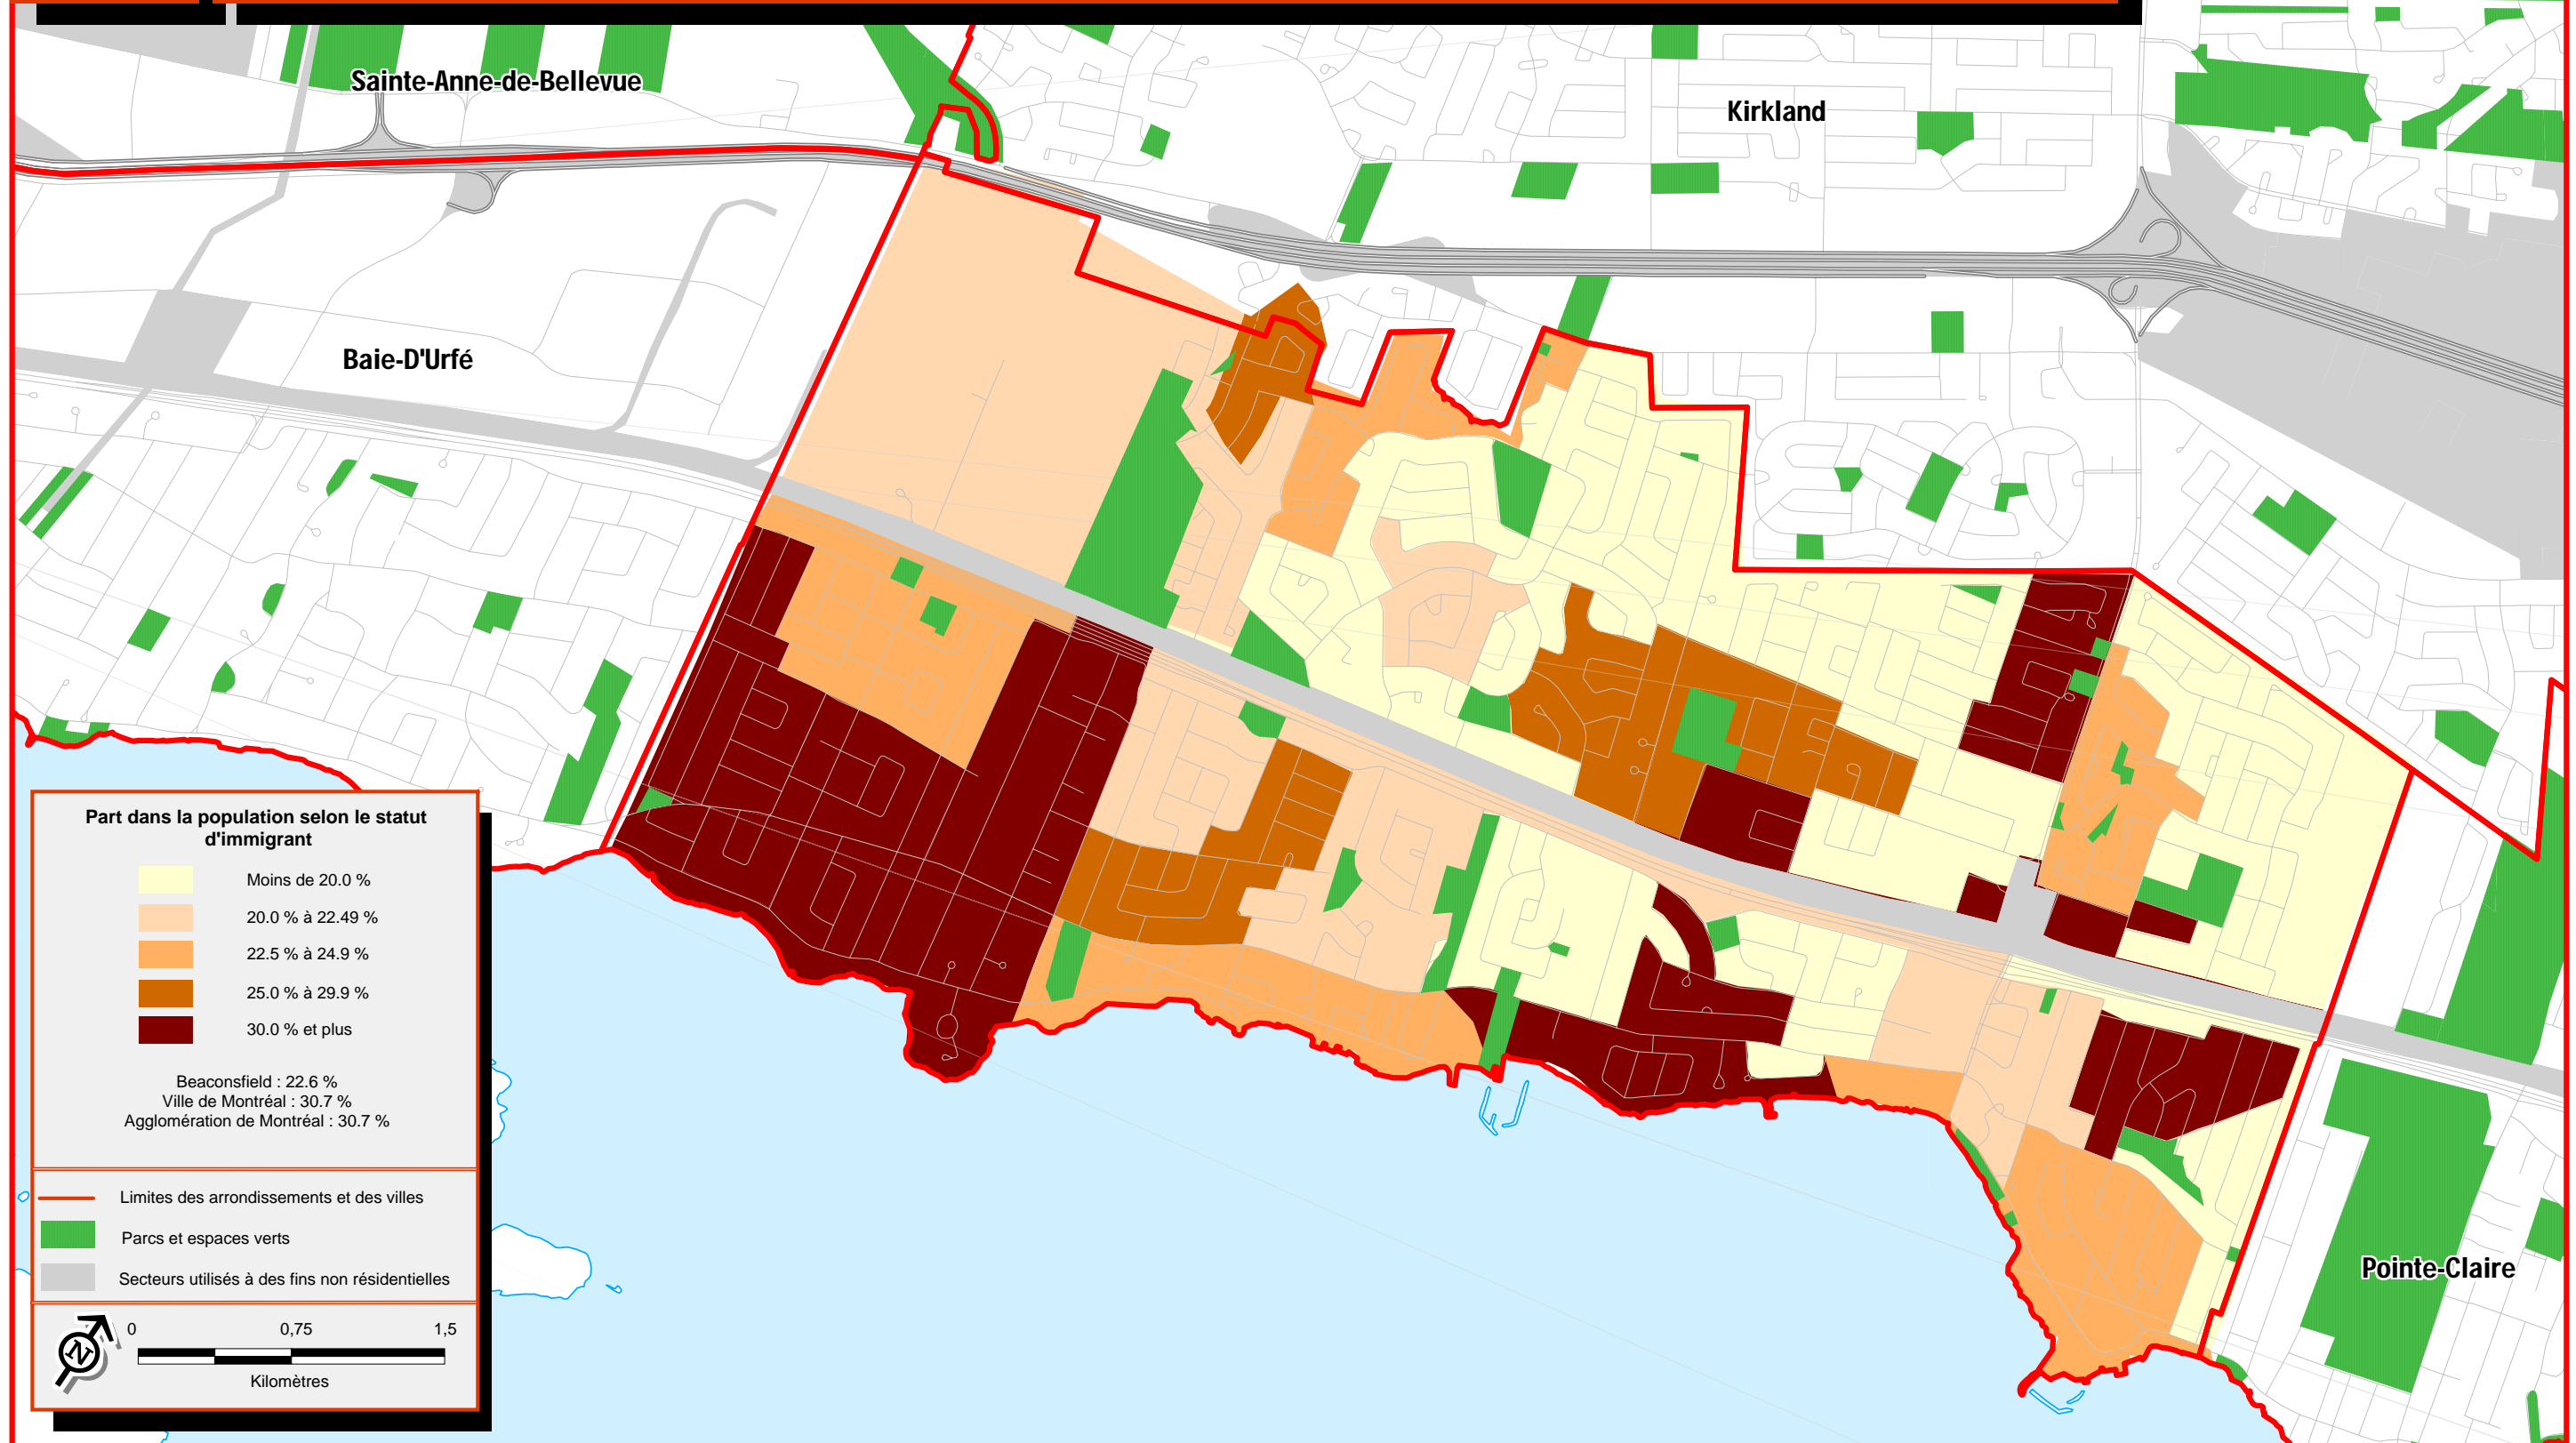 Sainte-Anne-de-Bellevue
Kirkland
Baie-D'Urfé
Part dans la population selon le statut
d'immigrant
Moins de 20.0 %
20.0 % à 22.49 %
22.5 % à 24.9 %
25.0 % à 29.9 %
30.0 % et plus
Beaconsfield : 22.6 %
Ville de Montréal : 30.7 %
Agglomération de Montréal : 30.7 %
Limites des arrondissements et des villes
Parcs et espaces verts
Secteurs utilisés à des fins non résidentielles
N
0 0,75 1,5
Kilomètres
Pointe-Claire